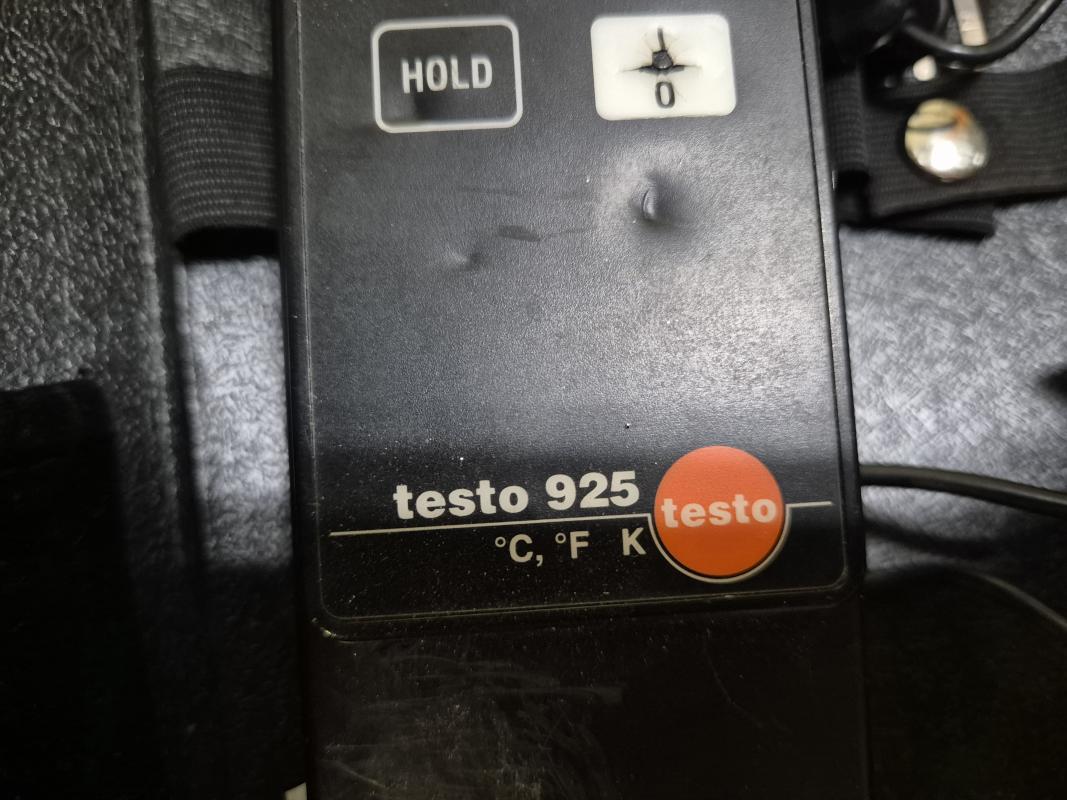 HOLD
I
0
testo 925
testo
°C, °F K